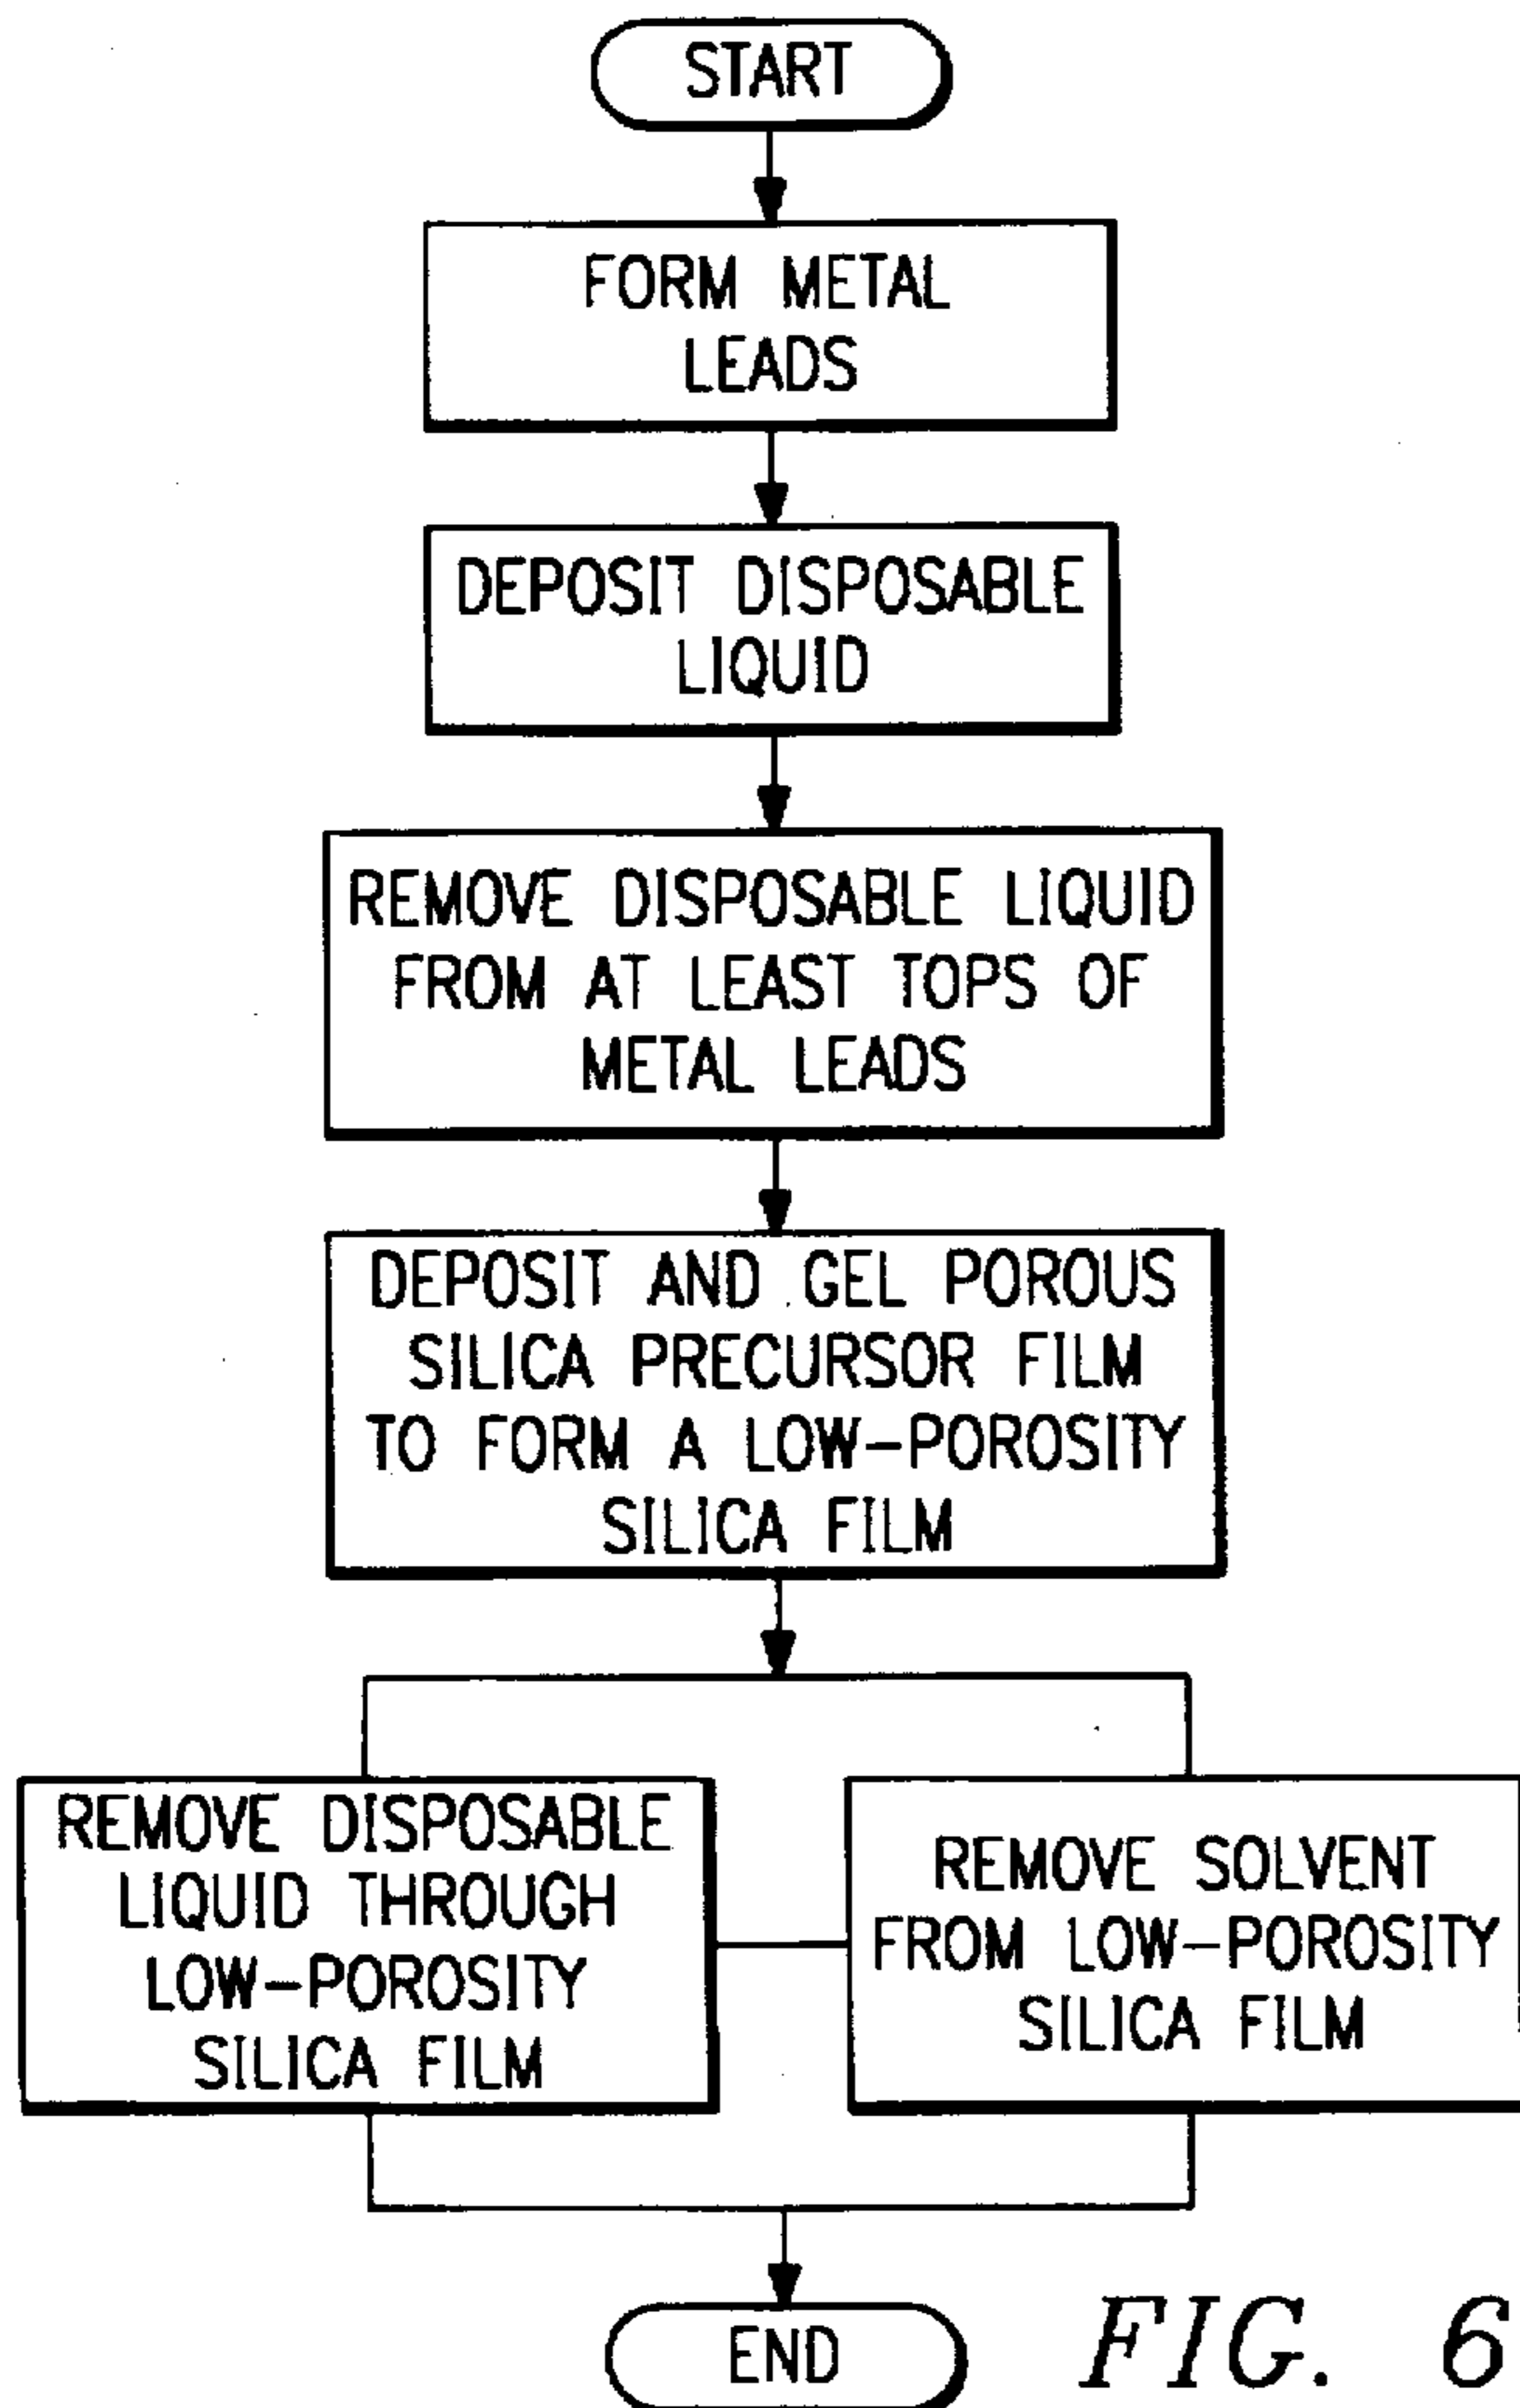 START
FORM METAL
LEADS
DEPOSIT DISPOSABLE
LIQUID
REMOVE DISPOSABLE LIQUID
FROM AT LEAST TOPS OF
METAL LEADS
DEPOSIT AND GEL POROUS
SILICA PRECURSOR FILM
TO FORM A LOW-POROSITY
SILICA FILM
REMOVE DISPOSABLE
LIQUID THROUGH
LOW-POROSITY
SILICA FILM
REMOVE SOLVENT
FROM LOW-POROSITY
SILICA FILM
END
FIG. 6